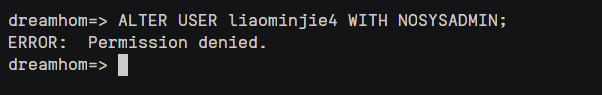 dreamhom=> ALTER USER liaominjie4 WITH NOSYSADMIN;
ERROR:  Permission denied.
dreamhom=>